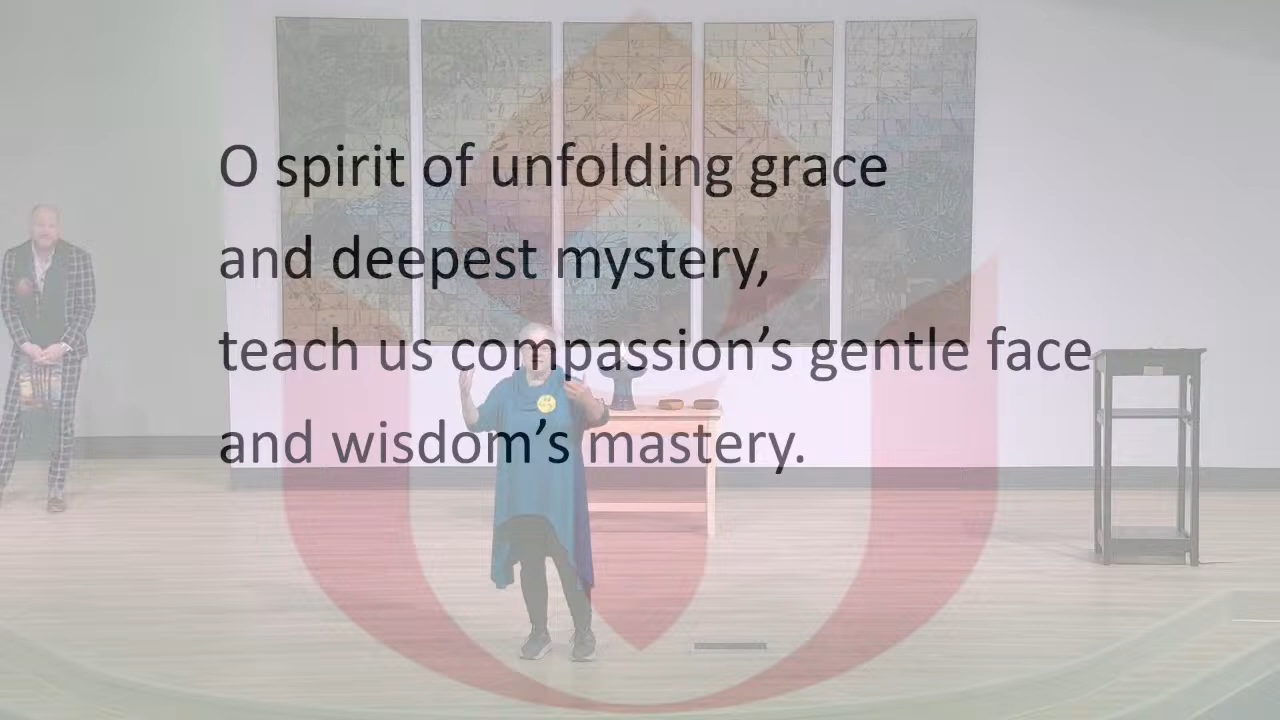 O spirit of unfolding grace
and deepest mystery,
teach us compassion’s gentle face
and wisdom’s mastery.